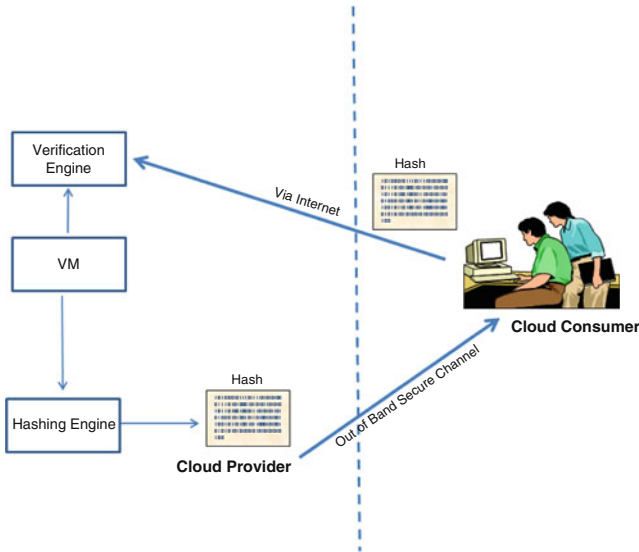 Verification
Engine
VM
Hashing Engine
Hash
Cloud Provider
Via Internet
Hash
Cloud Consumer
Out of Band Secure Channel